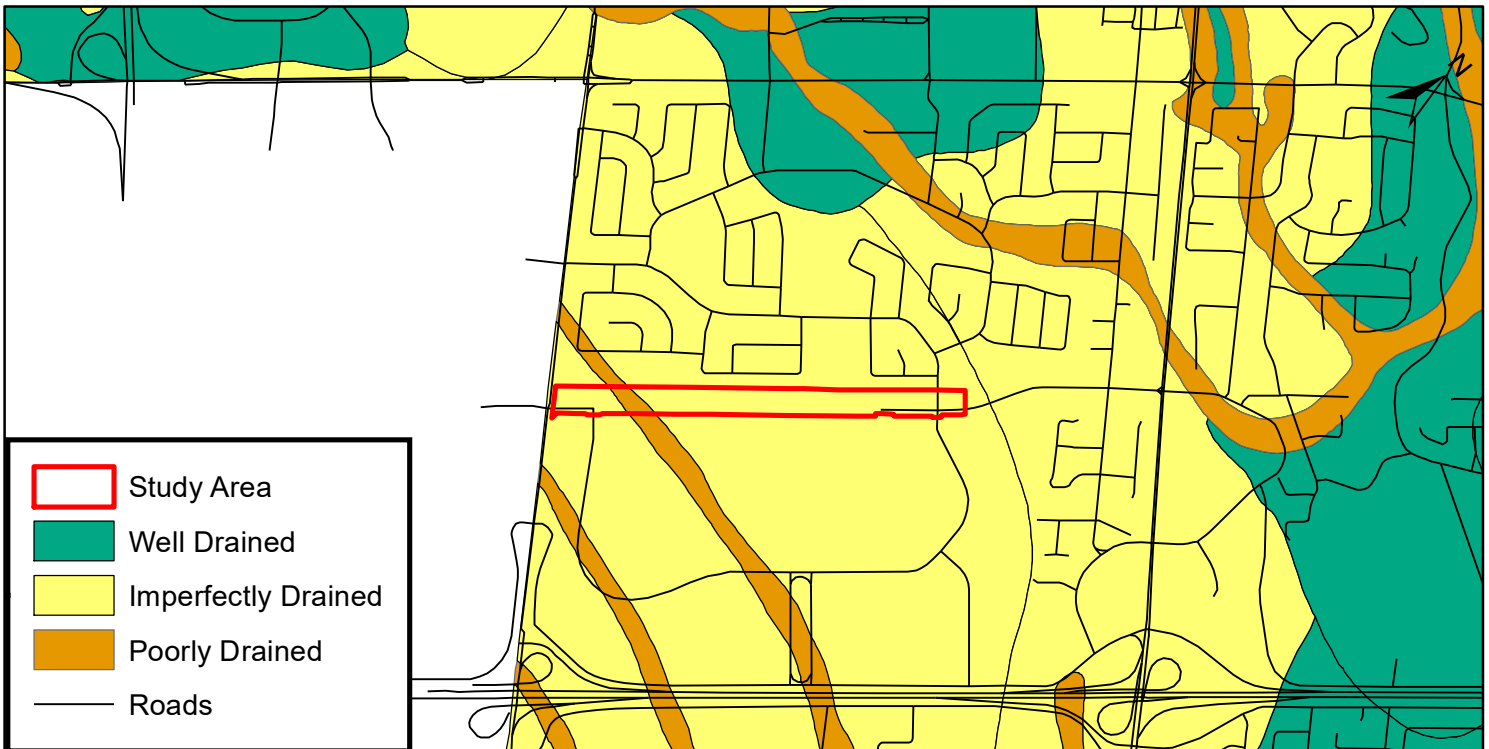 N
Study Area
Well Drained
Imperfectly Drained
Poorly Drained
Roads